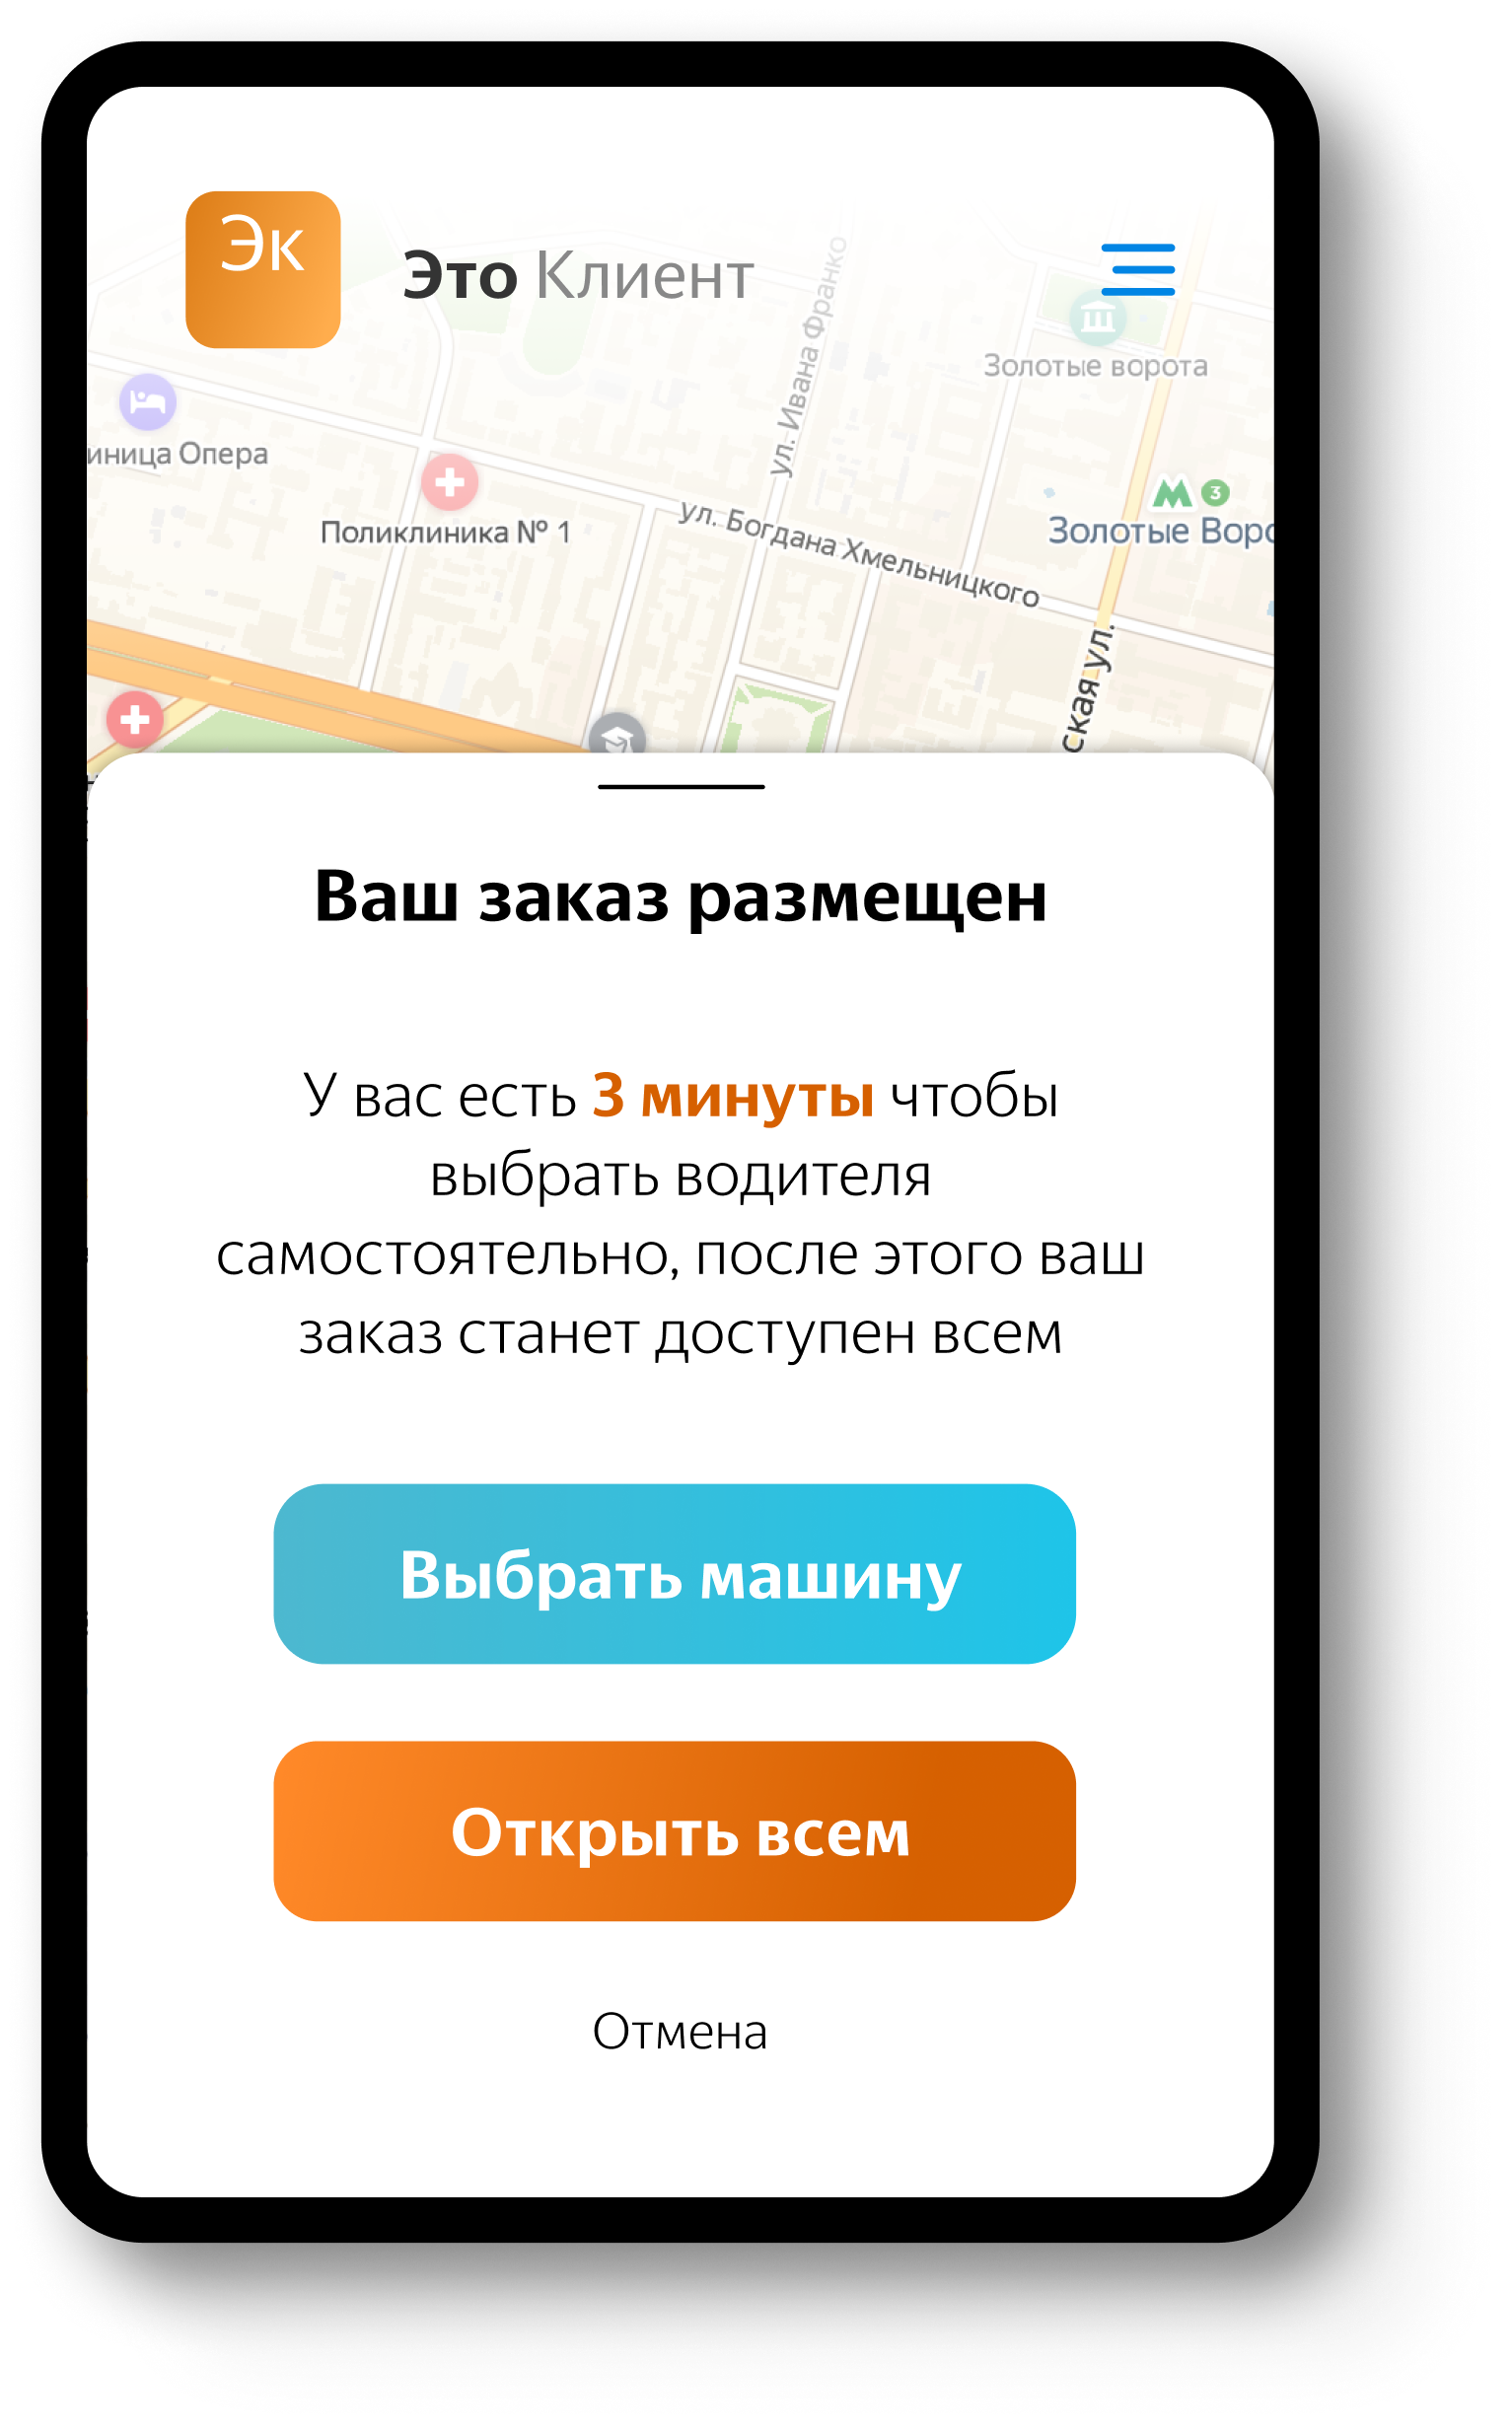 Эк
Это Клиент
ул. Ивана Франко
Золотые ворота
иница Опера
3
Поликлиника № 1
ул. Богдана Хмельницкого
Золотые Воро
ская ул.
Ваш заказ размещен
У вас есть 3 минуты чтобы
выбрать водителя
самостоятельно, после этого ваш
заказ станет доступен всем
Выбрать машину
Открыть всем
Отмена